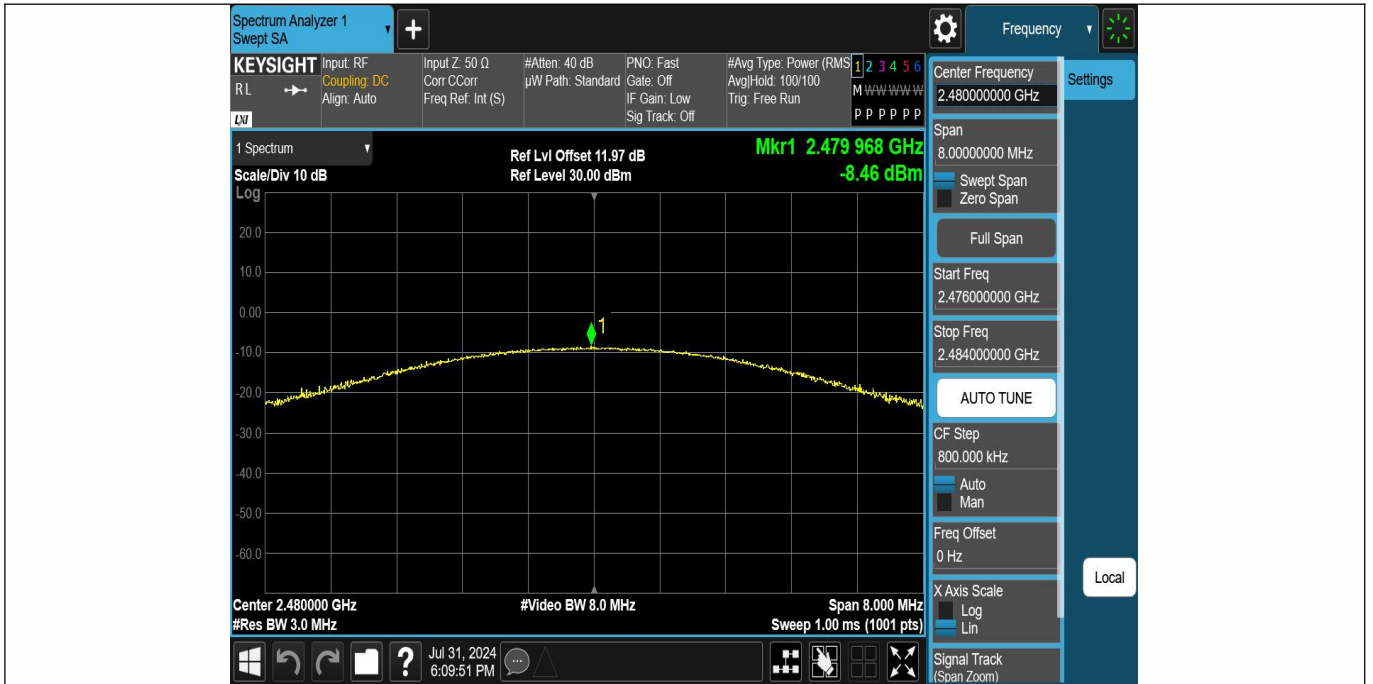 Spectrum Analyzer 1
Swept SA
+
Frequency
KEYSIGHT
RL
LXI
Input: RF
Coupling: DC
Align: Auto
Input Z: 50 Ω
Corr CCorr
Freq Ref: Int (S)
#Atten: 40 dB
µW Path: Standard
PNO: Fast
Gate: Off
IF Gain: Low
Sig Track: Off
#Avg Type: Power (RMS
Avg|Hold: 100/100
Trig: Free Run
1 2 3 4 5 6
M W W W W W
P P P P P P
1 Spectrum
Scale/Div 10 dB
Ref Lvl Offset 11.97 dB
Ref Level 30.00 dBm
Mkr1 2.479 968 GHz
-8.46 dBm
Log
20.0
10.0
0.00
-10.0
-20.0
-30.0
-40.0
-50.0
-60.0
1
Center 2.480000 GHz
#Res BW 3.0 MHz
#Video BW 8.0 MHz
Span 8.000 MHz
Sweep 1.00 ms (1001 pts)
Center Frequency
2.480000000 GHz
Settings
Span
8.00000000 MHz
Swept Span
Zero Span
Full Span
Start Freq
2.476000000 GHz
Stop Freq
2.484000000 GHz
AUTO TUNE
CF Step
800.000 kHz
Auto
Man
Freq Offset
0 Hz
X Axis Scale
Log
Lin
Local
Signal Track
(Span Zoom)
?
Jul 31, 2024
6:09:51 PM